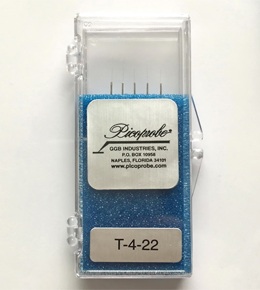 Picoprobe®
GGB INDUSTRIES, INC.
P.O. BOX 10958
NAPLES, FLORIDA 34101
www.picoprobe.com
T-4-22